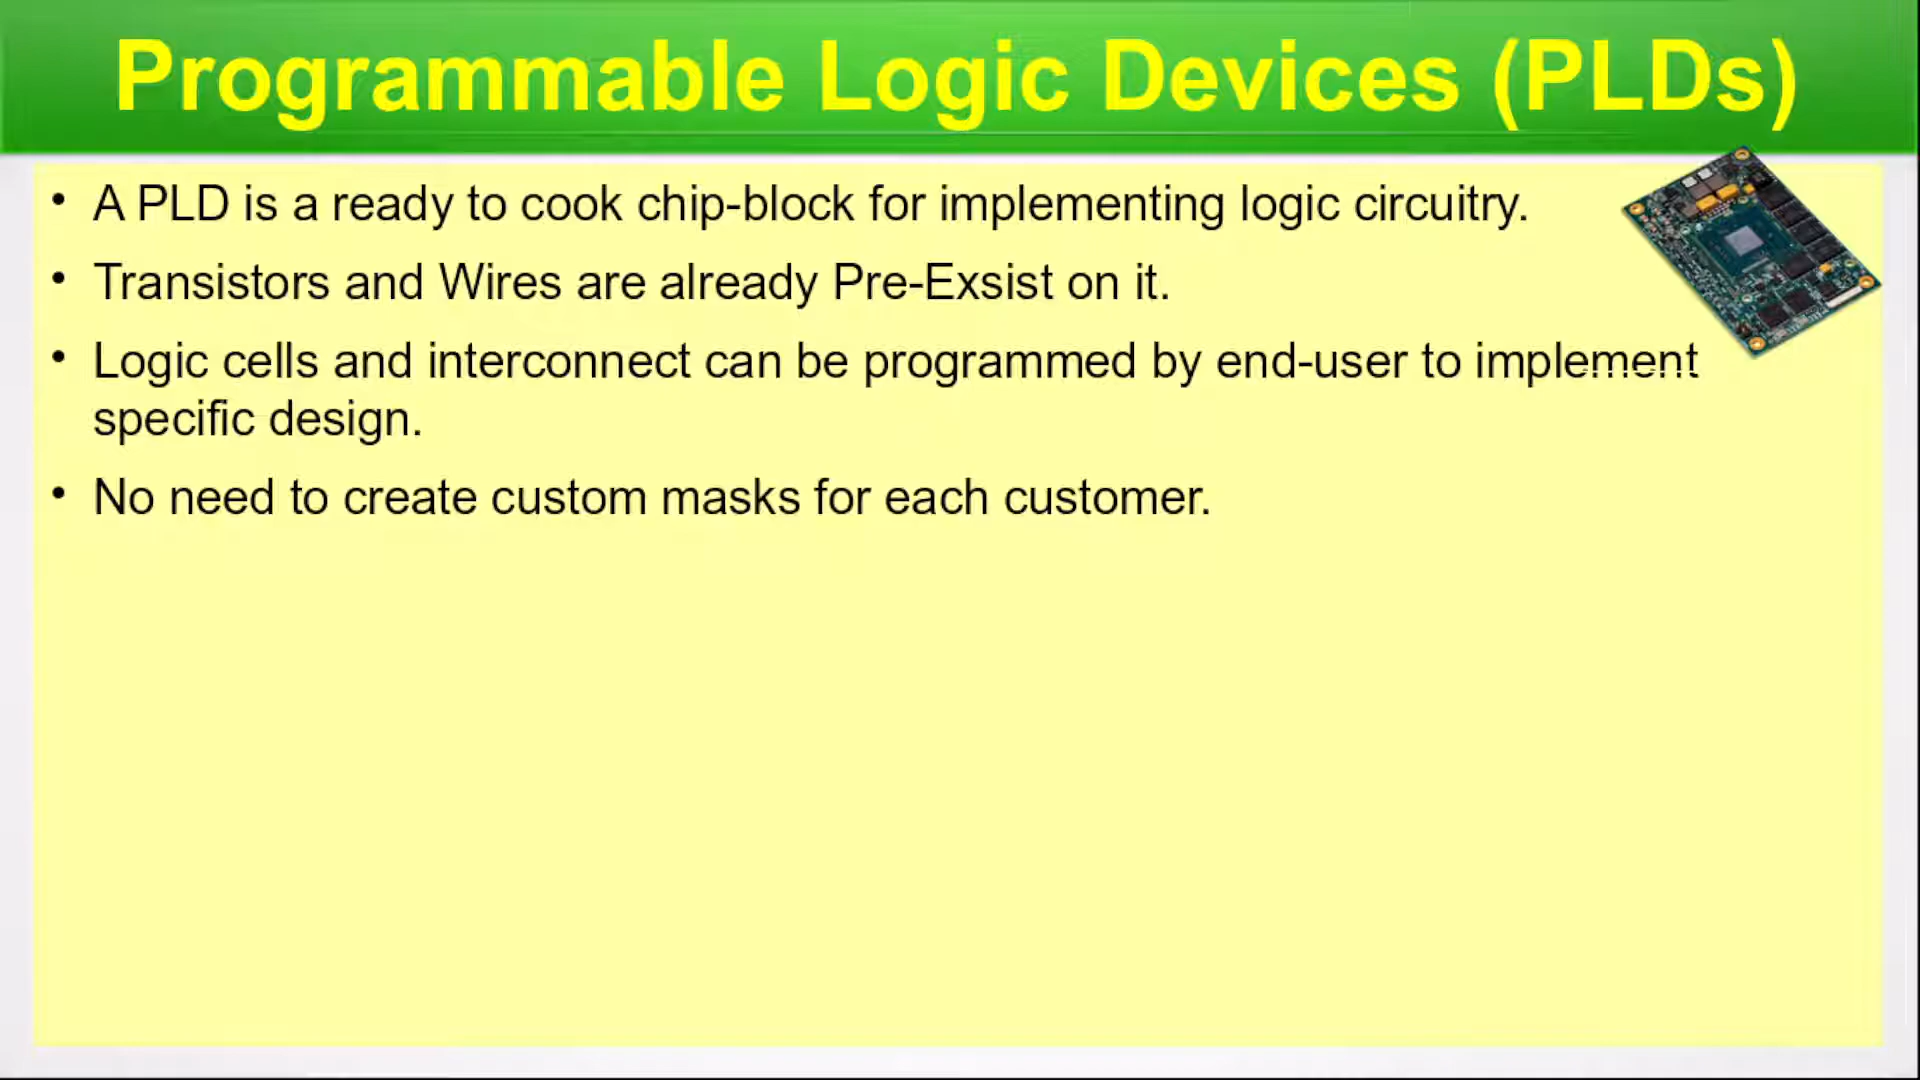 Programmable Logic Devices (PLDs)
• A PLD is a ready to cook chip-block for implementing logic circuitry.
• Transistors and Wires are already Pre-Exsist on it.
• Logic cells and interconnect can be programmed by end-user to implement
specific design.
• No need to create custom masks for each customer.